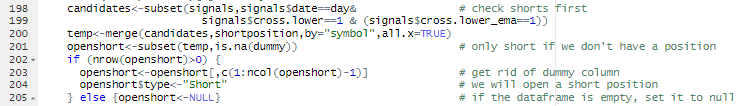 198 candidates<-subset(signals,signals$date==day& # check shorts first
199 signals$cross.lower==1 & (signals$cross.lower_ema==1))
200 temp<-merge(candidates,shortposition,by="symbol",all.x=TRUE)
201 openshort<-subset(temp,is.na(dummy)) # only short if we don't have a position
202 if (nrow(openshort)>0) {
203 openshort<-openshort[,c(1:ncol(openshort)-1)] # get rid of dummy column
204 openshort$type<-"Short" # we will open a short position
205 } else {openshort<-NULL} # if the dataframe is empty, set it to null